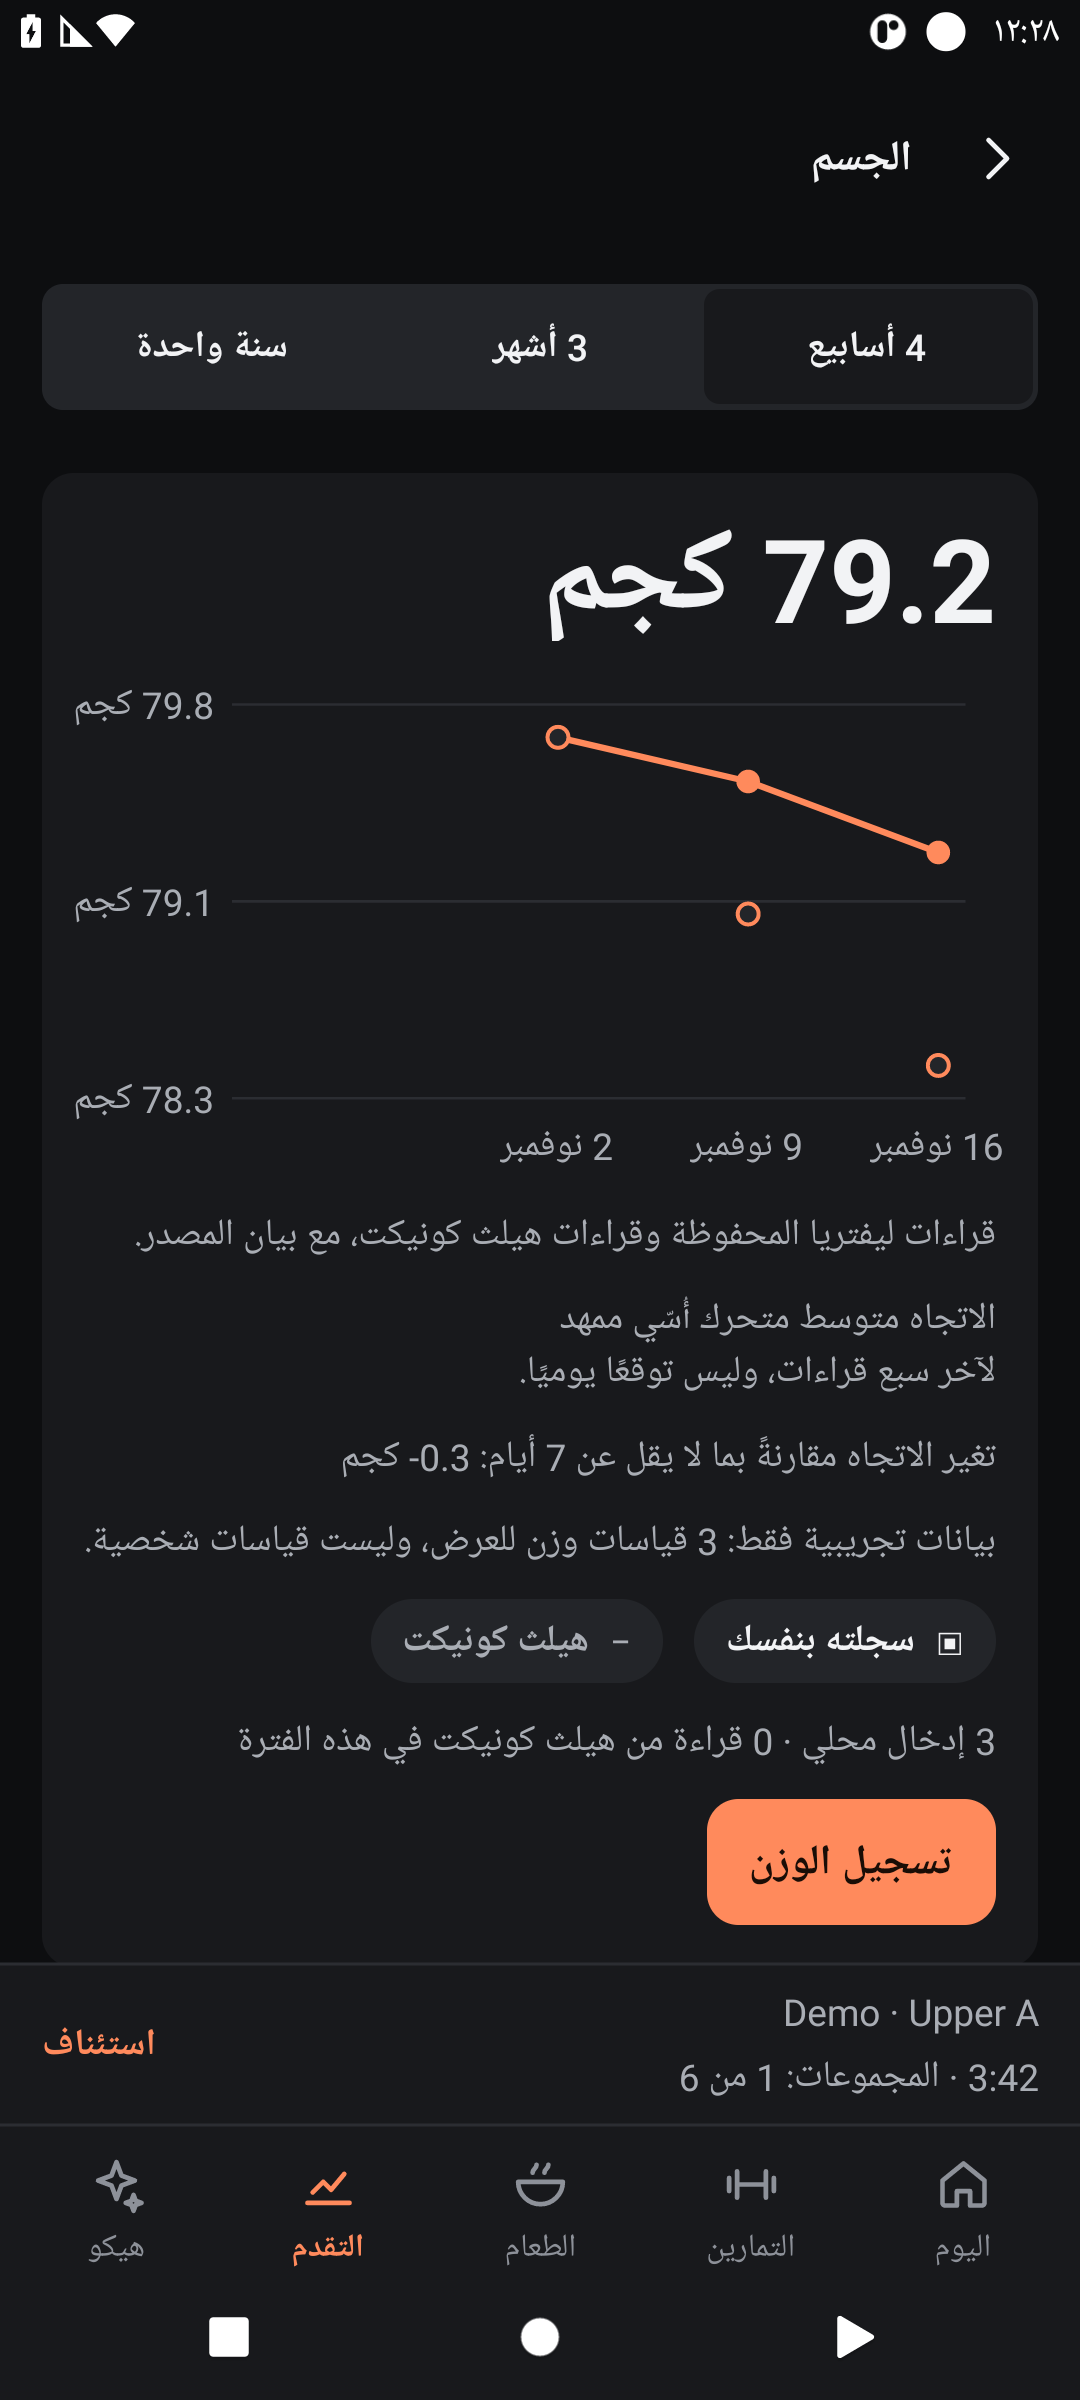 ١٢:٢٨
الجسم
4 أسابيع
3 أشهر
سنة واحدة
79.2 كجم
79.8 كجم
79.1 كجم
78.3 كجم
16 نوفمبر
9 نوفمبر
2 نوفمبر
قراءات ليفتريا المحفوظة وقراءات هيلث كونيكت، مع بيان المصدر.
الاتجاه متوسط متحرك أُسّي ممهد
لآخر سبع قراءات، وليس توقعًا يوميًا.
تغير الاتجاه مقارنةً بما لا يقل عن 7 أيام: 0.3- كجم
بيانات تجريبية فقط: 3 قياسات وزن للعرض، وليست قياسات شخصية.
سجلته بنفسك
– هيلث كونيكت
3 إدخال محلي · 0 قراءة من هيلث كونيكت في هذه الفترة
تسجيل الوزن
Demo · Upper A
3:42 · المجموعات: 1 من 6
استئناف
اليوم
التمارين
الطعام
التقدم
هيكو